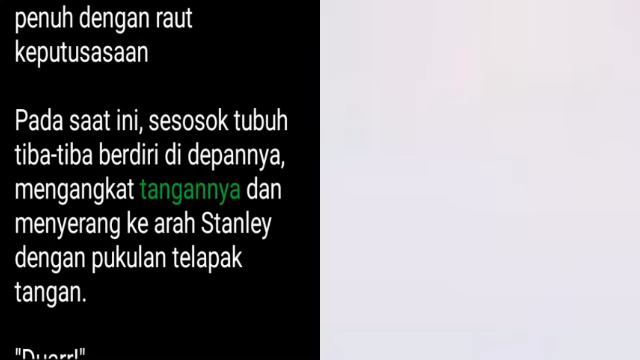 penuh dengan raut
keputusasaan
Pada saat ini, sesosok tubuh
tiba-tiba berdiri di depannya,
mengangkat tangannya dan
menyerang ke arah Stanley
dengan pukulan telapak
tangan.
"Duarr!"